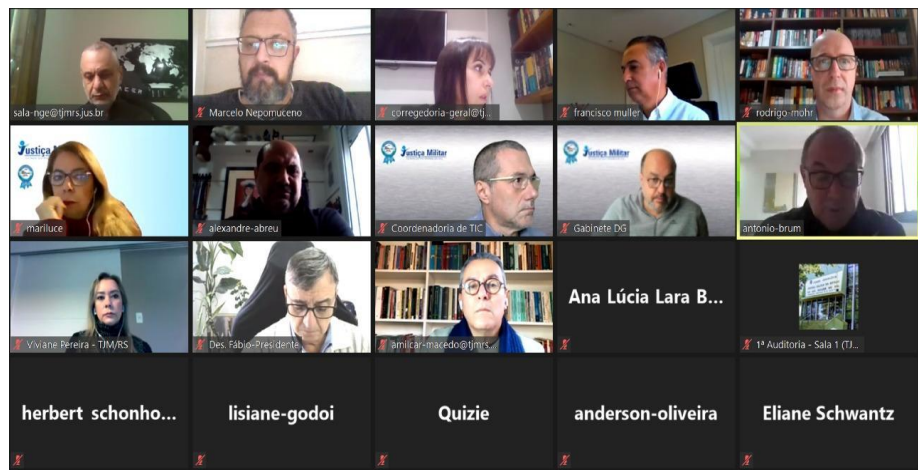 sala-nge@tjmrs.jus.br
Marcelo Nepomuceno
corregedoria-geral@tj...
francisco muller
rodrigo-mohr
Justiça
mariluce
alexandre-abreu
Justiça Militar
Coordenadoria de TIC
Justiça Militar
Gabinete DG
antonio-brum
Viviane Pereira - TJM/RS
Des. Fábio-Presidente
amilcar-macedo@tjmrs....
Ana Lúcia Lara B...
1ª Auditoria - Sala 1 (TJ...
herbert schonho...
lisiane-godoi
Quizie
anderson-oliveira
Eliane Schwantz